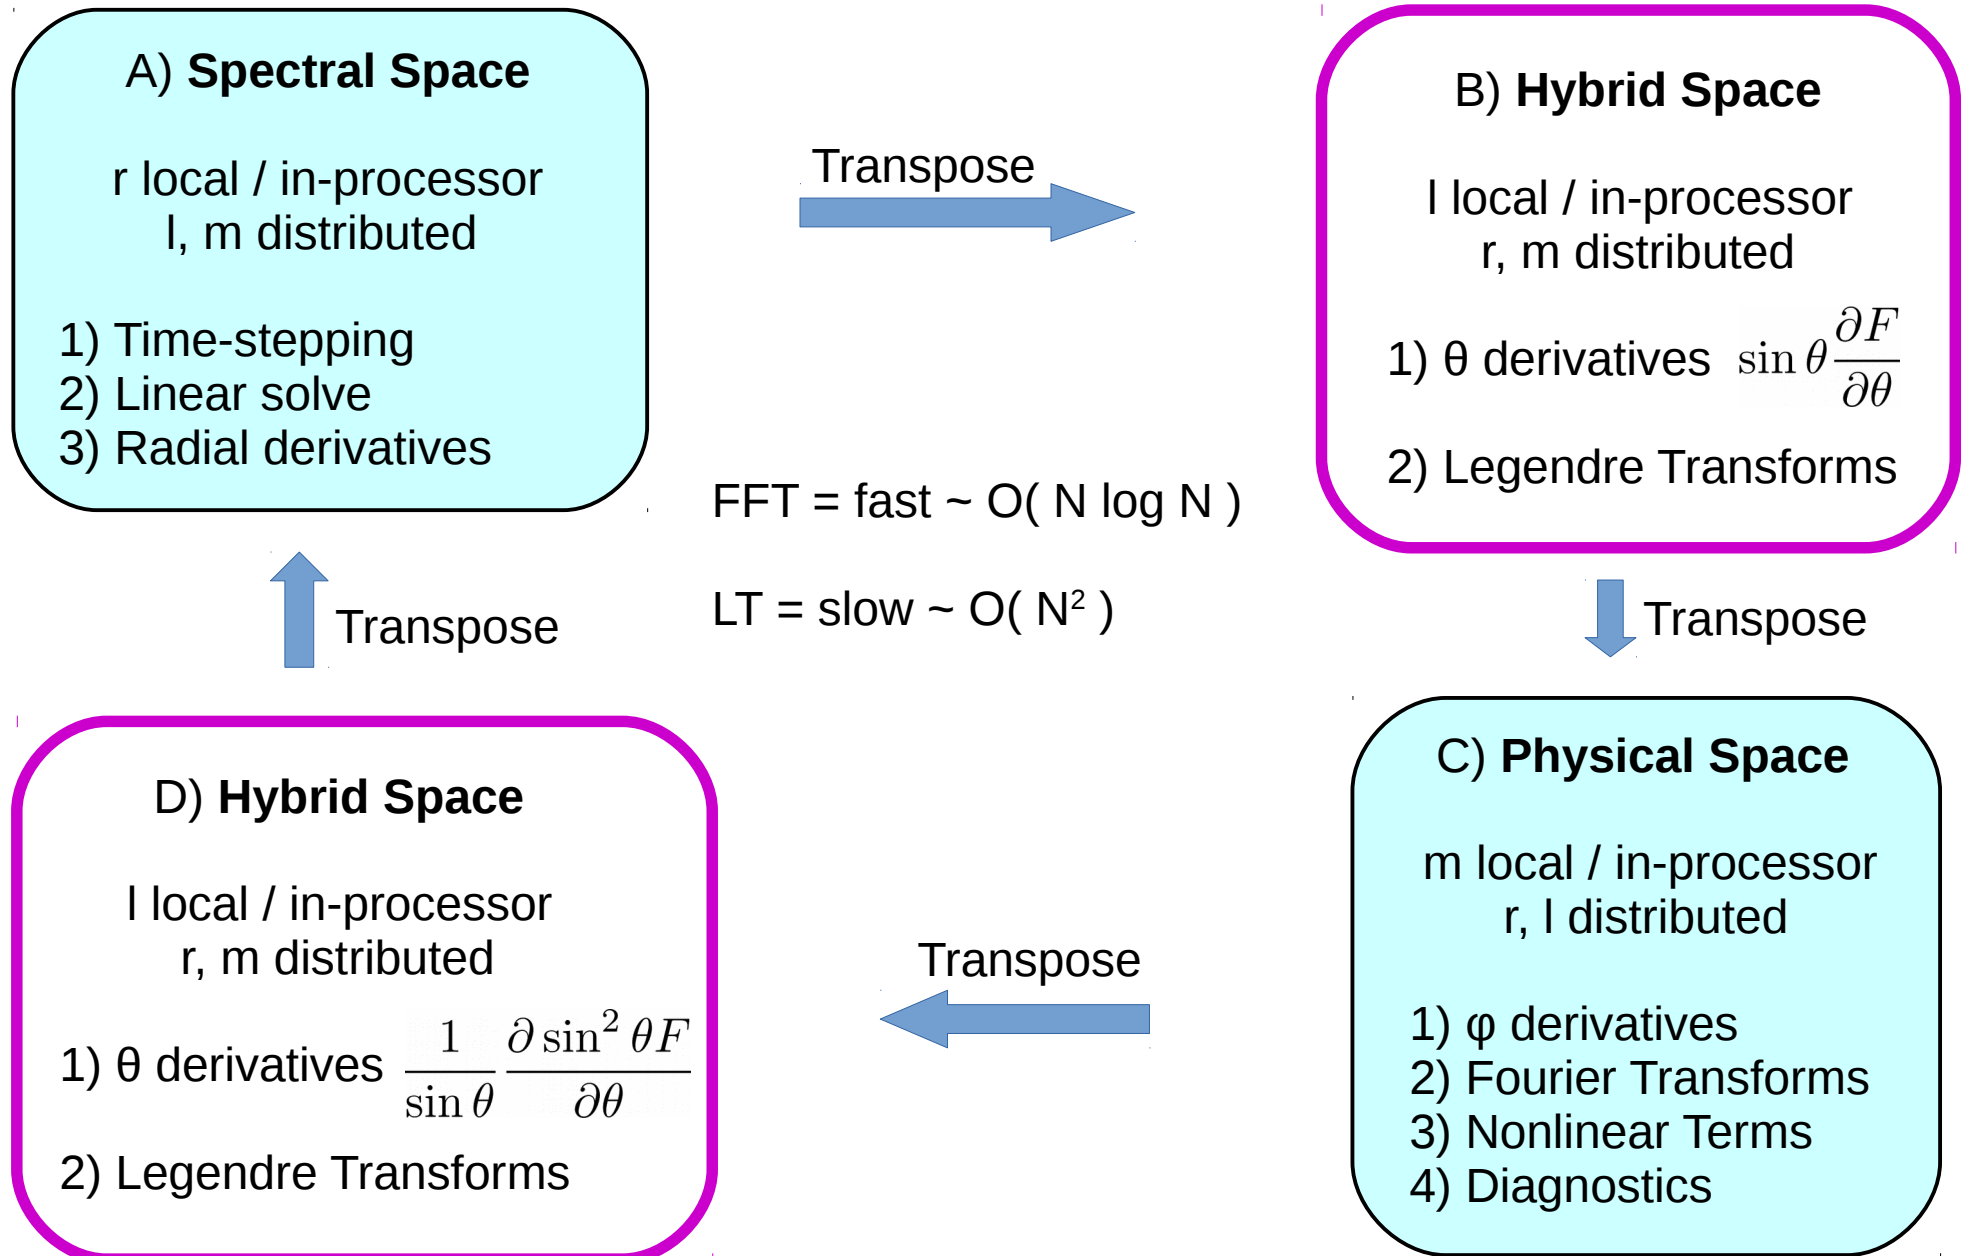 A) Spectral Space
r local / in-processor
l, m distributed
1) Time-stepping
2) Linear solve
3) Radial derivatives
Transpose
B) Hybrid Space
l local / in-processor
r, m distributed
1) θ derivatives sin θ ∂F/∂θ
2) Legendre Transforms
FFT = fast ~ O( N log N )
LT = slow ~ O( N² )
Transpose
Transpose
C) Physical Space
m local / in-processor
r, l distributed
1) φ derivatives
2) Fourier Transforms
3) Nonlinear Terms
4) Diagnostics
Transpose
D) Hybrid Space
l local / in-processor
r, m distributed
1) θ derivatives 1/sin θ ∂ sin² θF/∂θ
2) Legendre Transforms